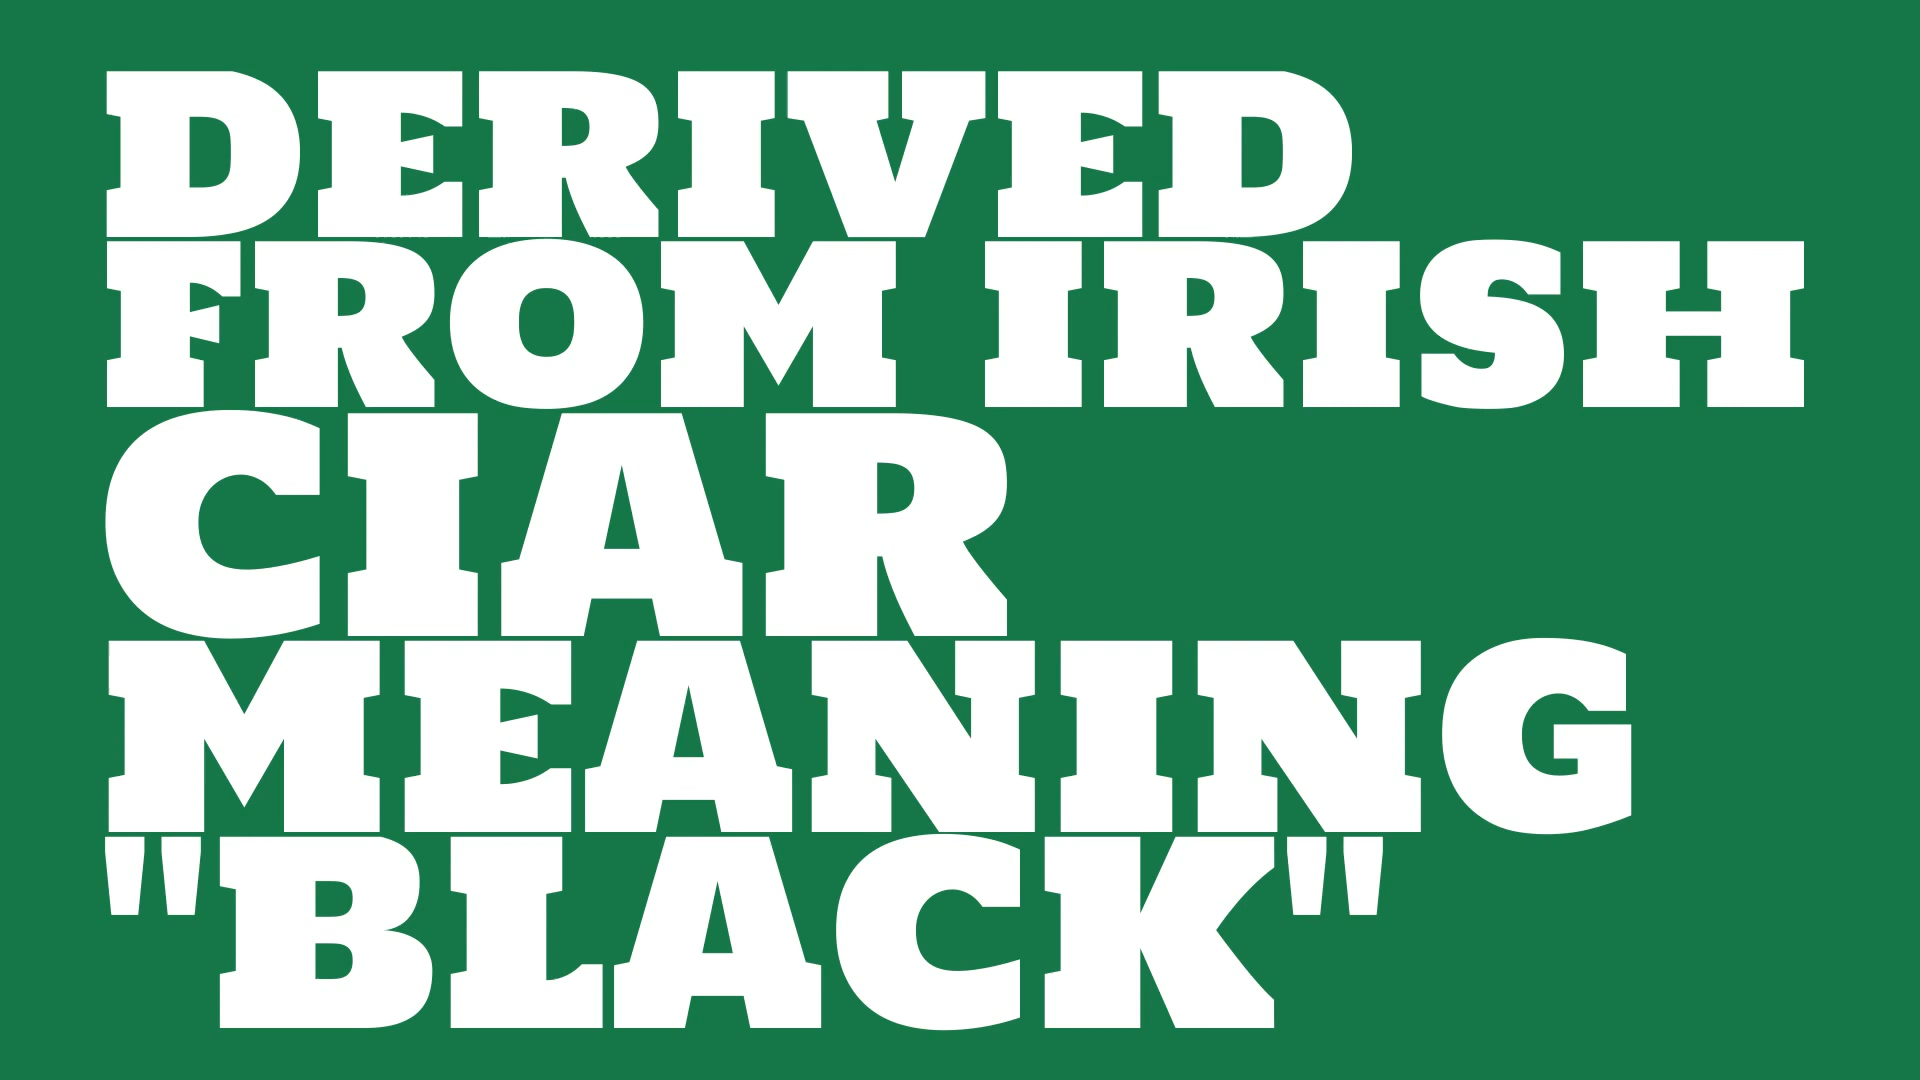 DERIVED
FROM IRISH
CIAR
MEANING
"BLACK"